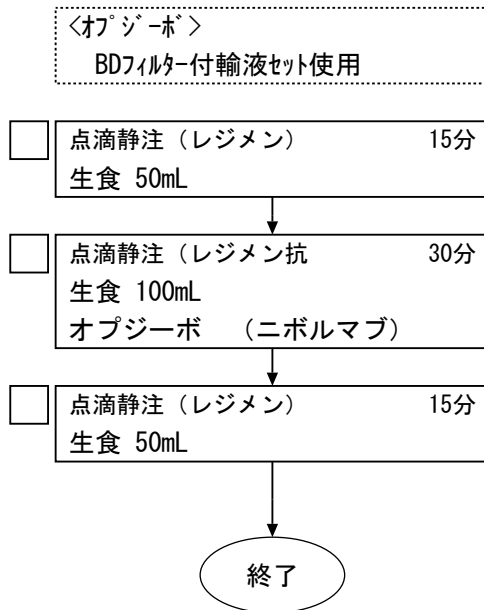 <ｵﾌﾟｼﾞｰﾎﾞ>
BDﾌｨﾙﾀｰ付輸液ｾｯﾄ使用
点滴静注（レジメン） 15分
生食 50mL
点滴静注（レジメン抗 30分
生食 100mL
オプジーボ （ニボルマブ）
点滴静注（レジメン） 15分
生食 50mL
終了